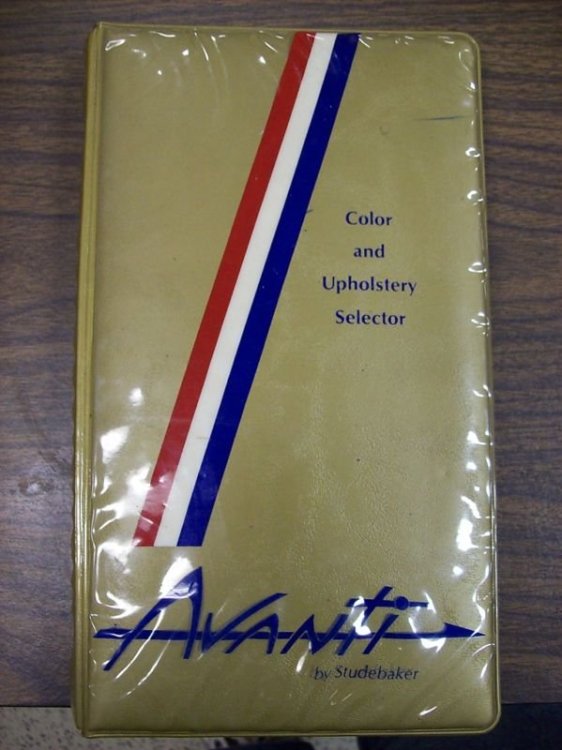 Color
and
Upholstery
Selector
Avanti
by Studebaker